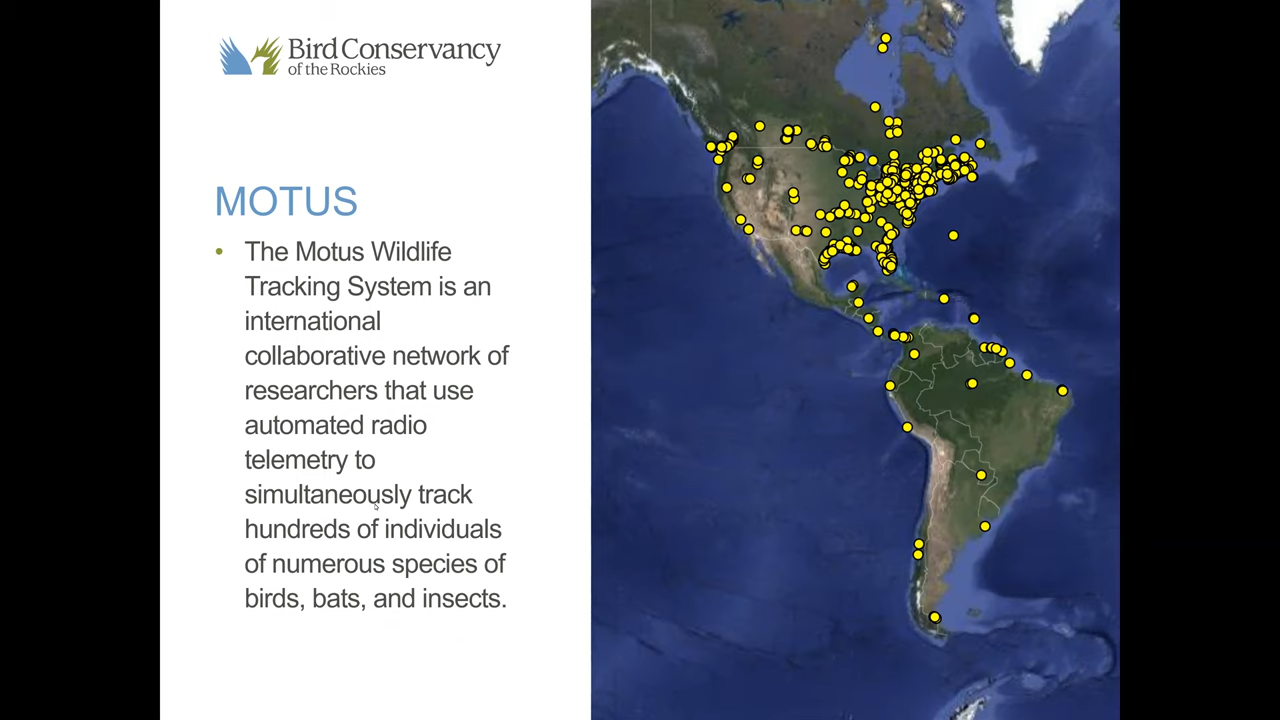 Bird Conservancy
of the Rockies
MOTUS
• The Motus Wildlife
Tracking System is an
international
collaborative network of
researchers that use
automated radio
telemetry to
simultaneously track
hundreds of individuals
of numerous species of
birds, bats, and insects.